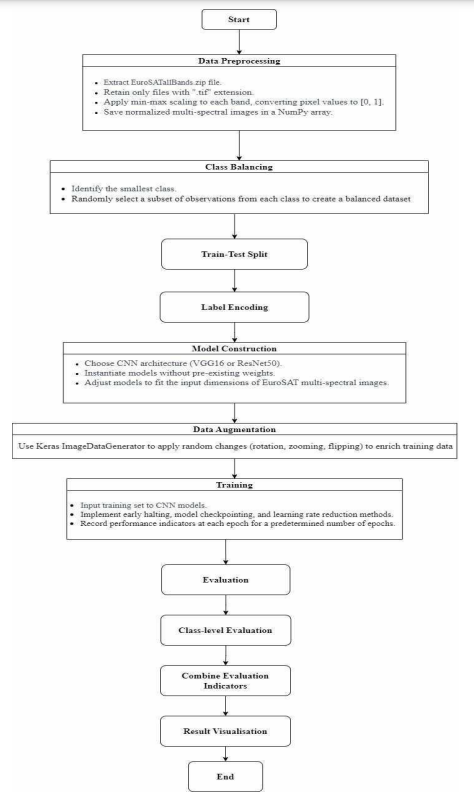 Start
Data Preprocessing
• Extract EuroSATallBands.zip file.
• Retain only files with ".tif" extension.
• Apply min-max scaling to each band, converting pixel values to [0, 1].
• Save normalized multi-spectral images in a NumPy array.
Class Balancing
• Identify the smallest class.
• Randomly select a subset of observations from each class to create a balanced dataset
Train-Test Split
Label Encoding
Model Construction
• Choose CNN architecture (VGG16 or ResNet50).
• Instantiate models without pre-existing weights.
• Adjust models to fit the input dimensions of EuroSAT multi-spectral images.
Data Augmentation
Use Keras ImageDataGenerator to apply random changes (rotation, zooming, flipping) to enrich training data
Training
• Input training set to CNN models.
• Implement early halting, model checkpointing, and learning rate reduction methods.
• Record performance indicators at each epoch for a predetermined number of epochs.
Evaluation
Class-level Evaluation
Combine Evaluation
Indicators
Result Visualisation
End